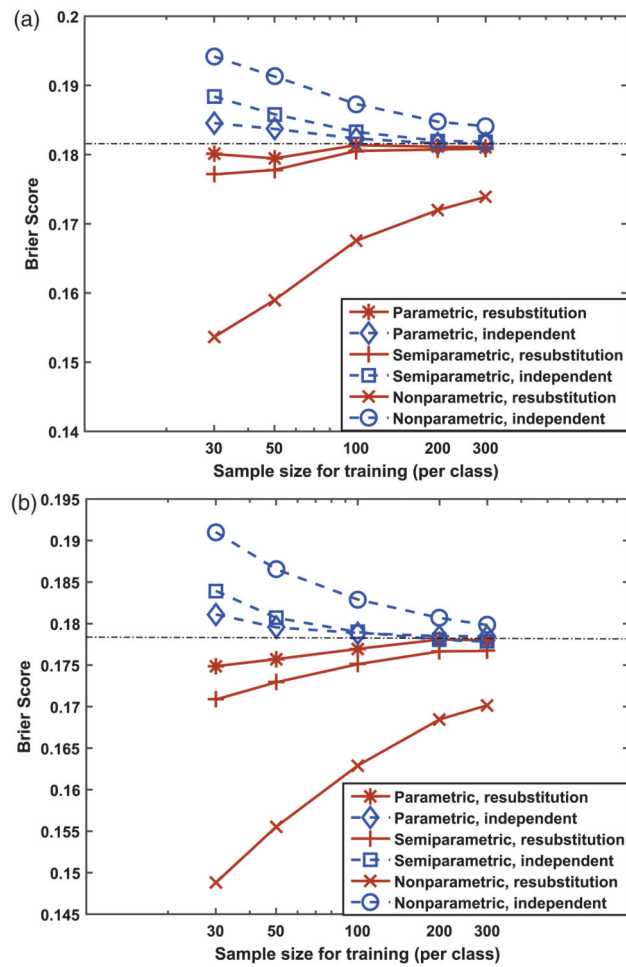 (a)
0.2
0.19
0.18
0.17
0.16
0.15
0.14
Brier Score
Parametric, resubstitution
Parametric, independent
Semiparametric, resubstitution
Semiparametric, independent
Nonparametric, resubstitution
Nonparametric, independent
30 50 100 200 300
Sample size for training (per class)
(b)
0.195
0.19
0.185
0.18
0.175
0.17
0.165
0.16
0.155
0.15
0.145
Brier Score
Parametric, resubstitution
Parametric, independent
Semiparametric, resubstitution
Semiparametric, independent
Nonparametric, resubstitution
Nonparametric, independent
30 50 100 200 300
Sample size for training (per class)